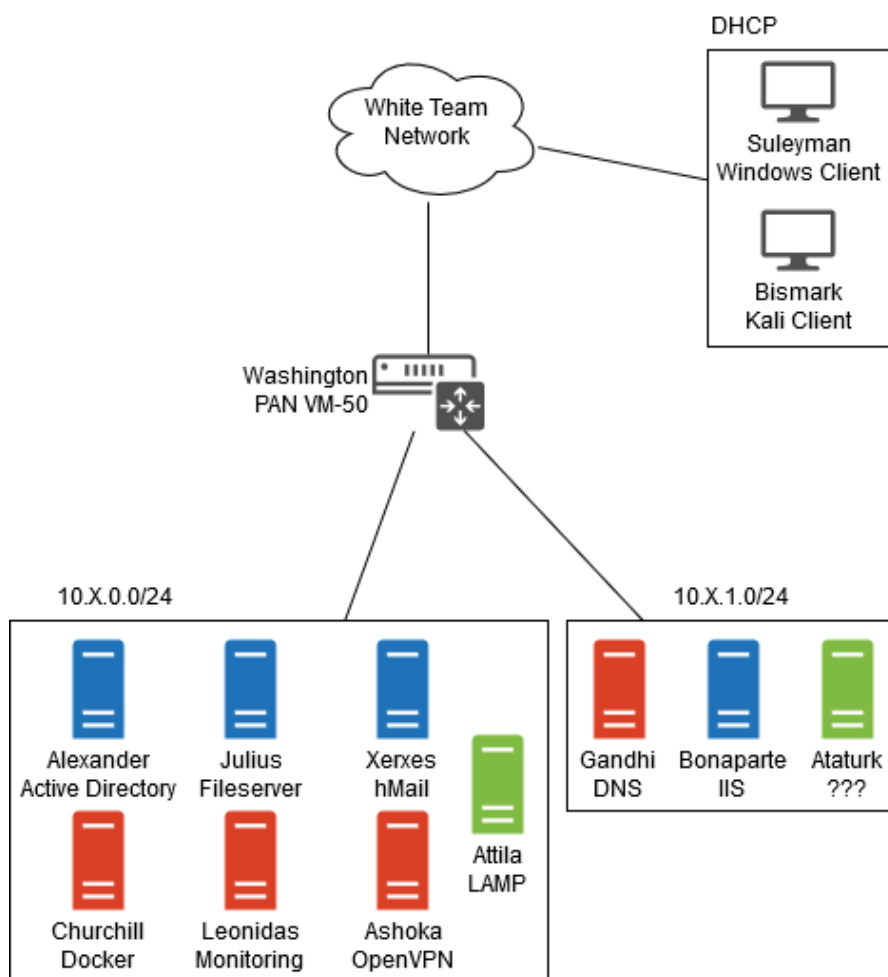 DHCP
White Team
Network
Suleyman
Windows Client
Bismark
Kali Client
Washington
PAN VM-50
10.X.0.0/24
10.X.1.0/24
Alexander
Active Directory
Julius
Fileserver
Xerxes
hMail
Attila
LAMP
Churchill
Docker
Leonidas
Monitoring
Ashoka
OpenVPN
Gandhi
DNS
Bonaparte
IIS
Ataturk
???